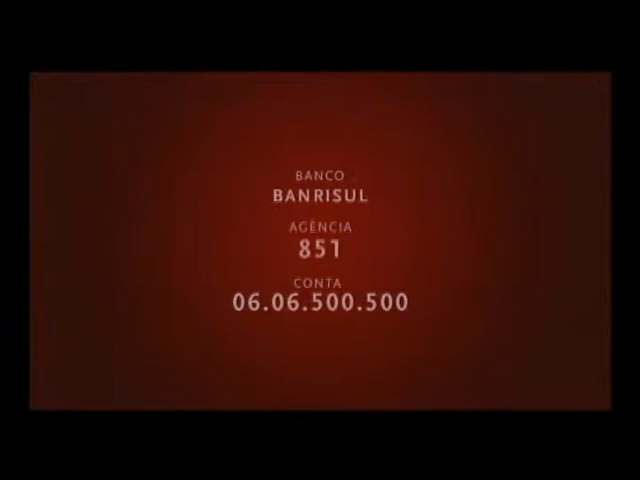 BANCO
BANRISUL
AGÊNCIA
851
CONTA
06.06.500.500